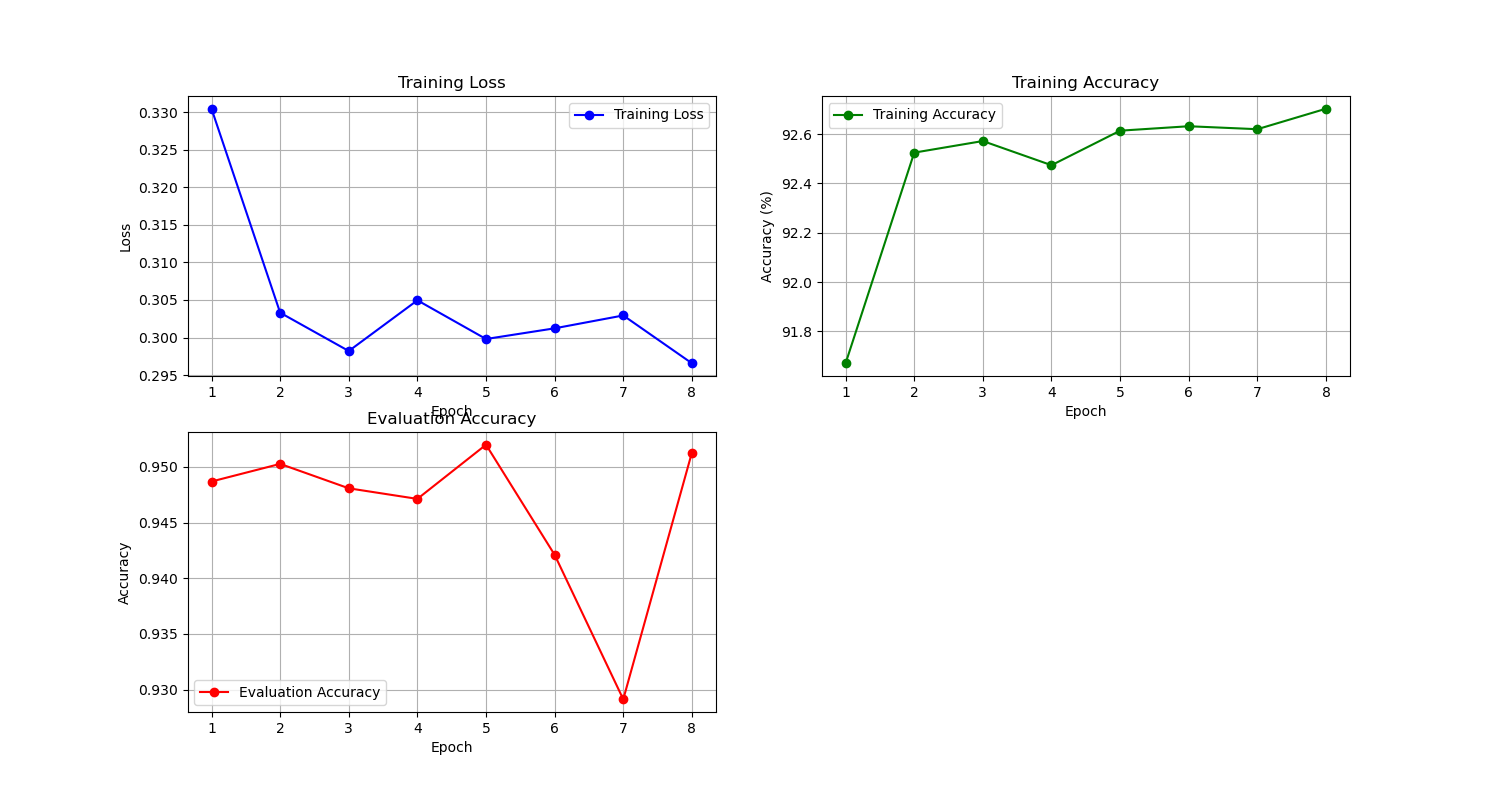 Training Loss
0.330
0.325
0.320
0.315
0.310
0.305
0.300
0.295
Loss
Training Loss
1 2 3 4 5 6 7 8
Epoch
Training Accuracy
92.6
92.4
92.2
92.0
91.8
Accuracy (%)
Training Accuracy
1 2 3 4 5 6 7 8
Epoch
Evaluation Accuracy
0.950
0.945
0.940
0.935
0.930
Accuracy
Evaluation Accuracy
1 2 3 4 5 6 7 8
Epoch